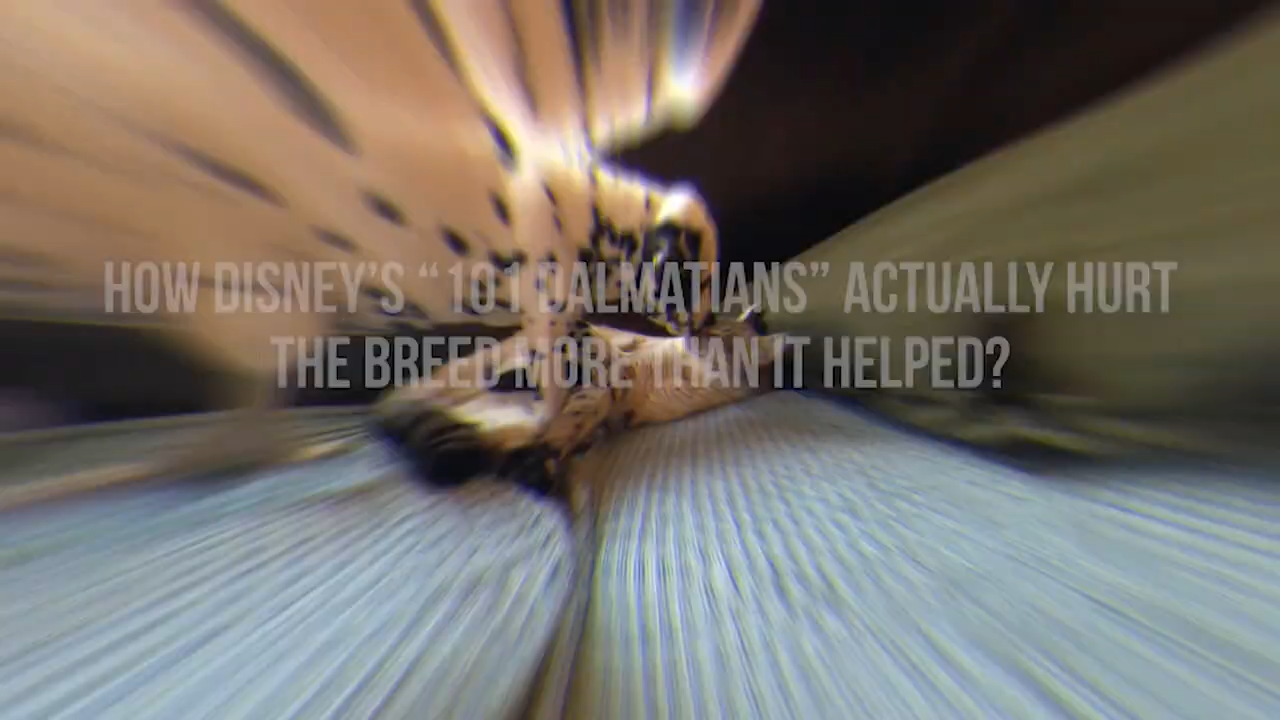 HOW DISNEY’S “101 DALMATIANS” ACTUALLY HURT
THE BREED MORE THAN IT HELPED?